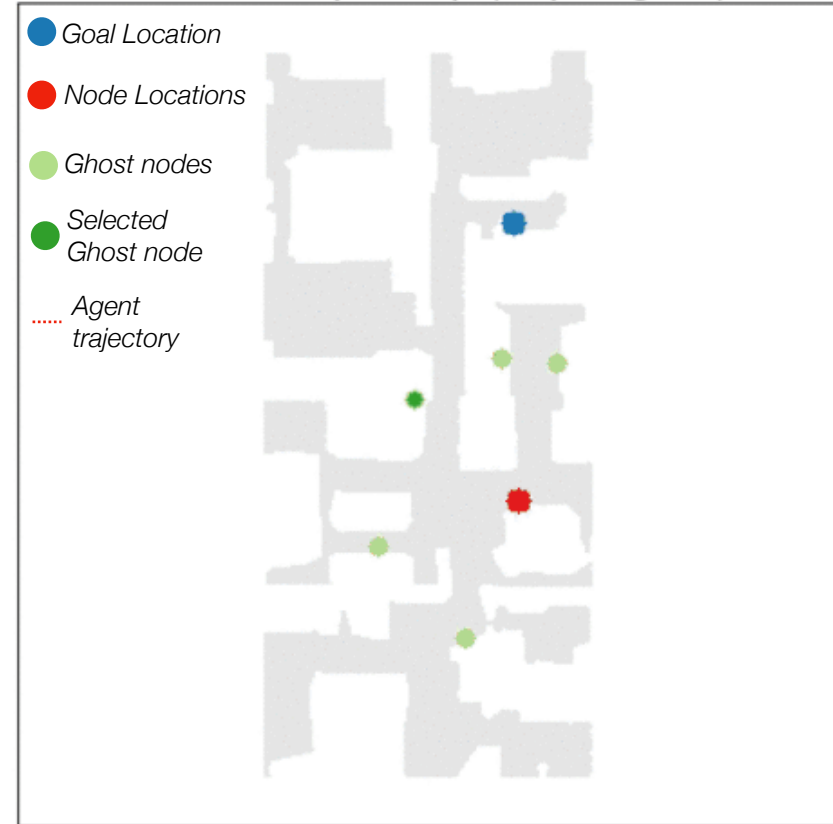 Goal Location
Node Locations
Ghost nodes
Selected
Ghost node
Agent
trajectory